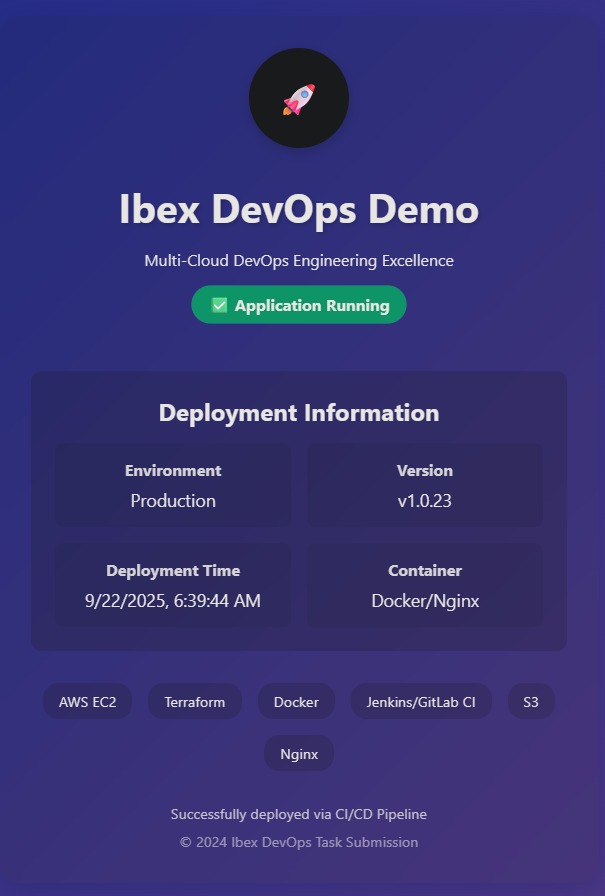 Ibex DevOps Demo
Multi-Cloud DevOps Engineering Excellence
✅ Application Running
Deployment Information
Environment
Production
Version
v1.0.23
Deployment Time
9/22/2025, 6:39:44 AM
Container
Docker/Nginx
AWS EC2
Terraform
Docker
Jenkins/GitLab CI
S3
Nginx
Successfully deployed via CI/CD Pipeline
© 2024 Ibex DevOps Task Submission